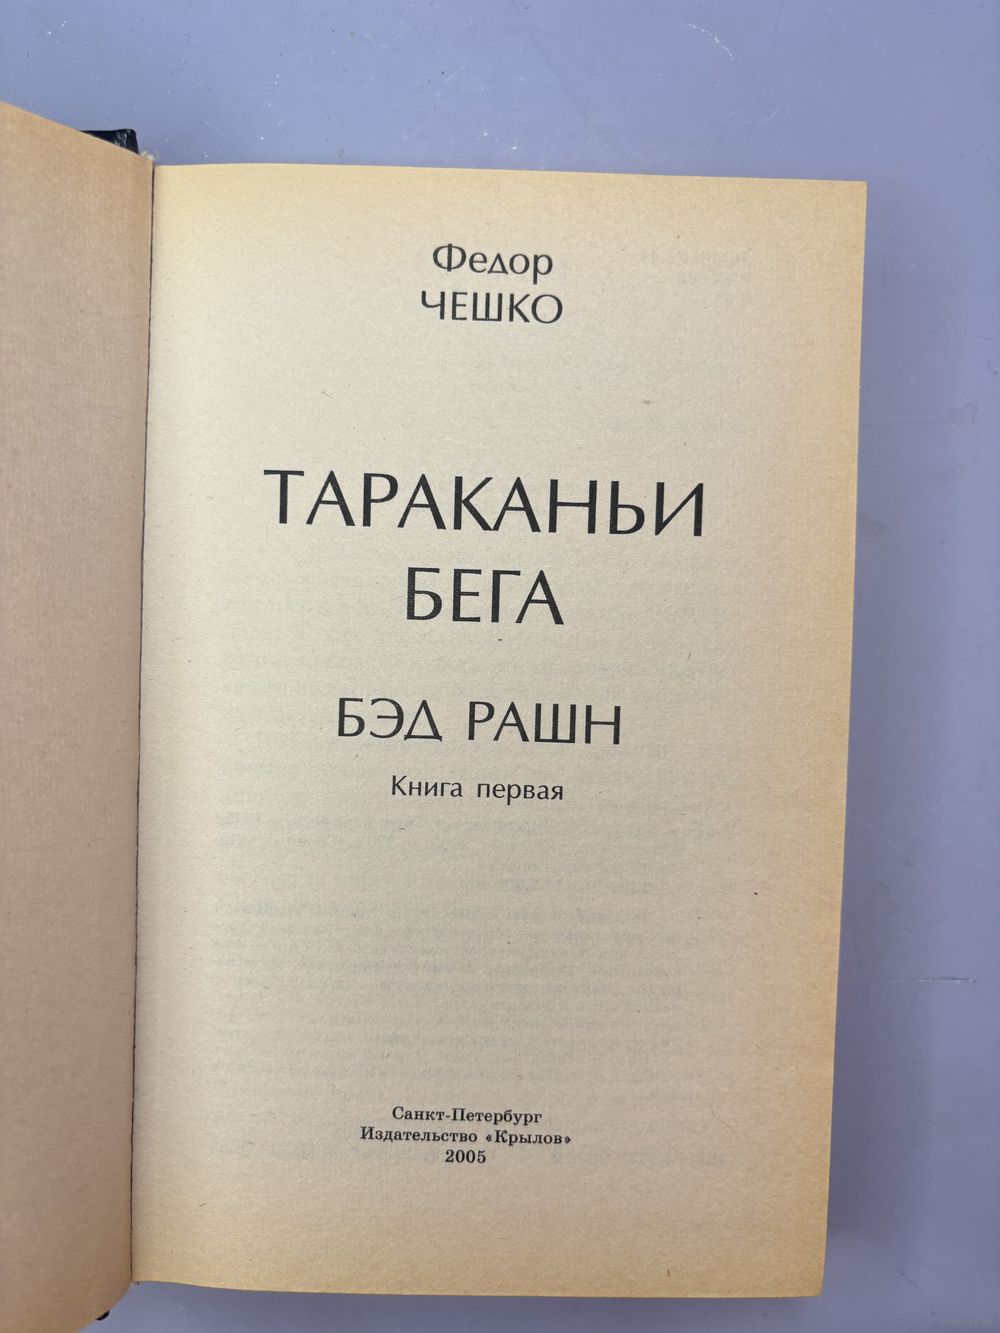 Федор
ЧЕШКО
ТАРАКАНЬИ
БЕГА
БЭД РАШН
Книга первая
Санкт-Петербург
Издательство «Крылов»
2005